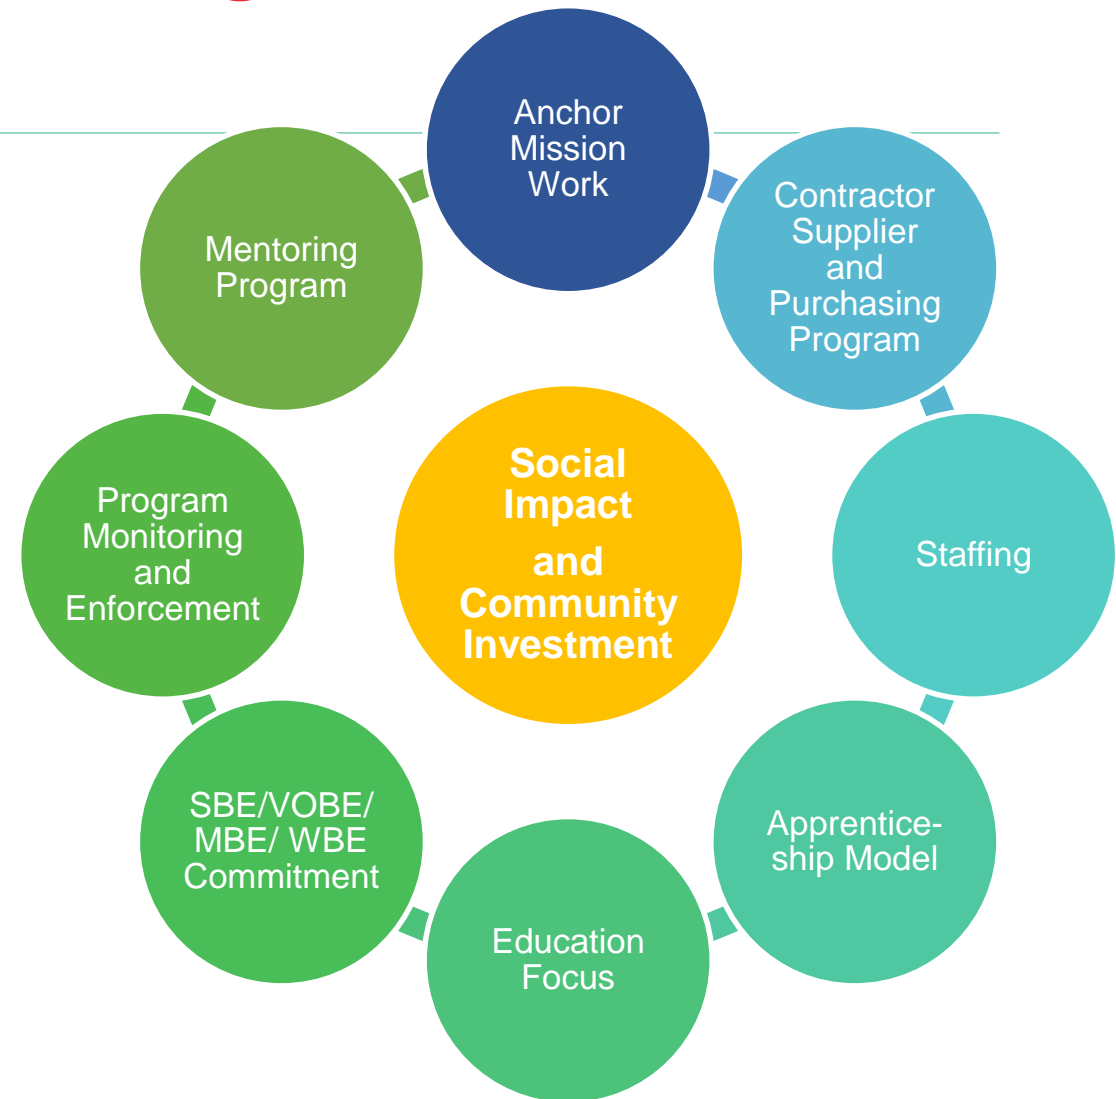 Anchor
Mission
Work
Contractor
Supplier
and
Purchasing
Program
Staffing
Apprentice-
ship Model
Education
Focus
SBE/VOBE/
MBE/ WBE
Commitment
Program
Monitoring
and
Enforcement
Mentoring
Program
Social
Impact
and
Community
Investment